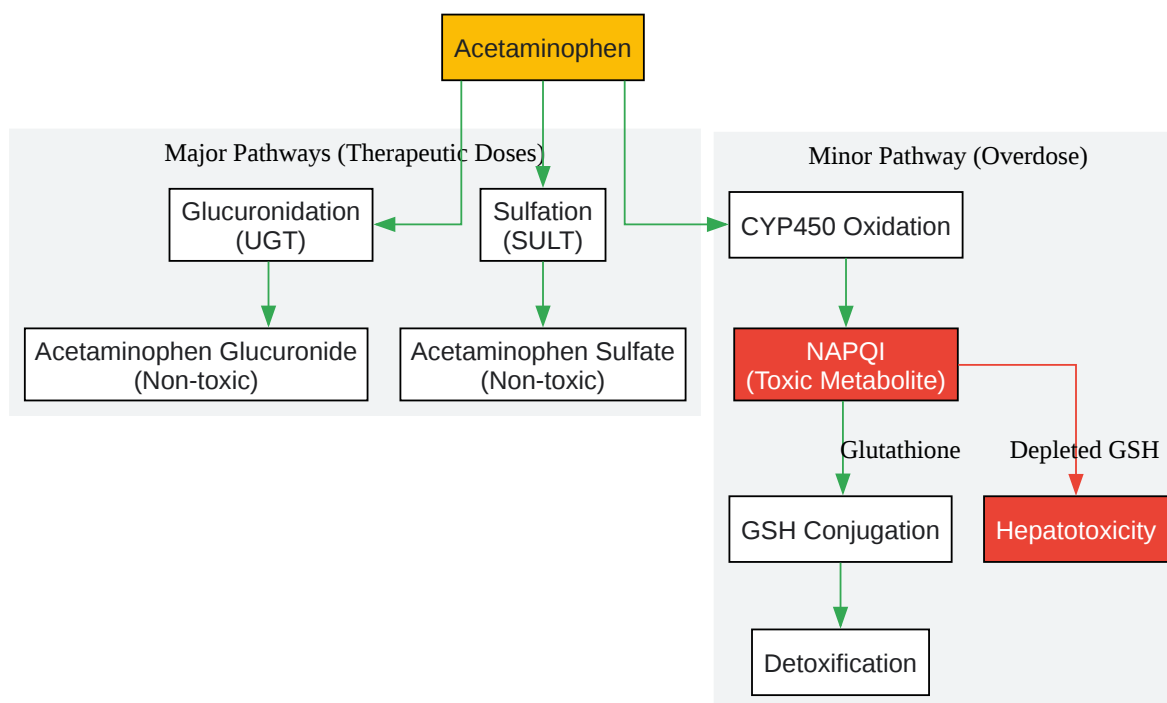 Acetaminophen
Major Pathways (Therapeutic Doses)
Minor Pathway (Overdose)
Glucuronidation
(UGT)
Sulfation
(SULT)
CYP450 Oxidation
Acetaminophen Glucuronide
(Non-toxic)
Acetaminophen Sulfate
(Non-toxic)
NAPQI
(Toxic Metabolite)
Glutathione
Depleted GSH
GSH Conjugation
Hepatotoxicity
Detoxification